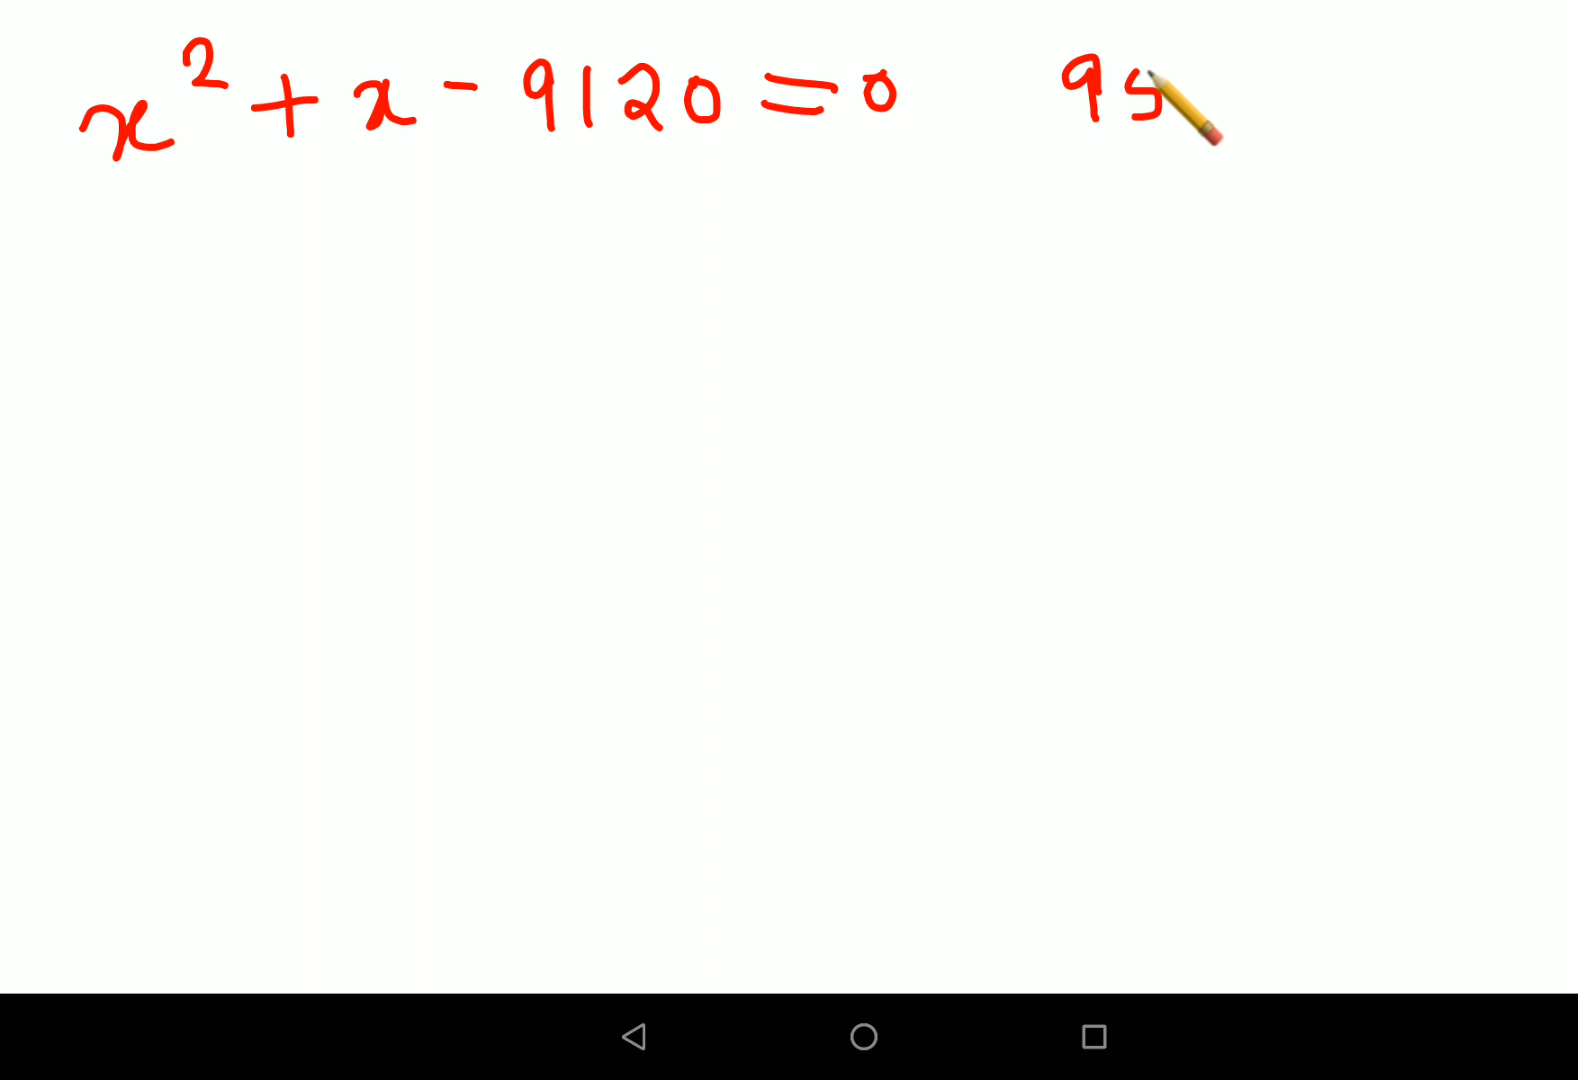 x² + x - 9120 = 0 95